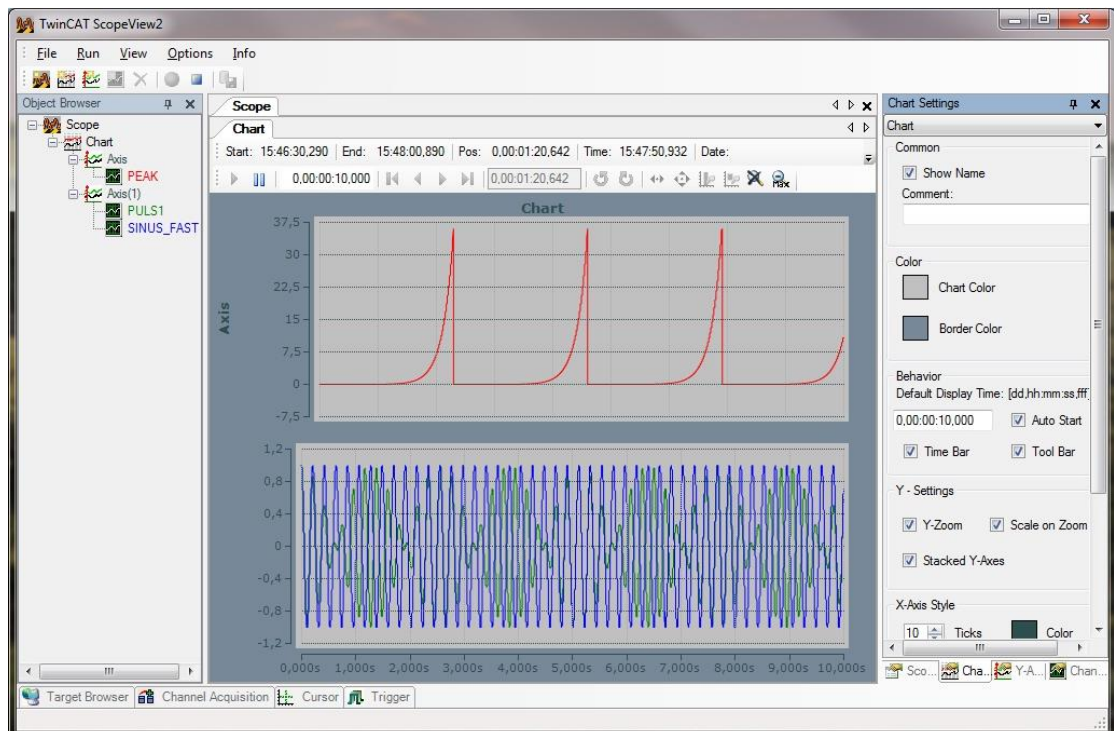 TwinCAT ScopeView2
File Run View Options Info
Object Browser
Scope
Chart
Axis
PEAK
Axis(1)
PULS1
SINUS_FAST
Scope
Chart
Start: 15:46:30,290 End: 15:48:00,890 Pos: 0,00:01:20,642 Time: 15:47:50,932 Date:
0,00:00:10,000 0,00:01:20,642 Max
Chart
Axis
37,5
30
22,5
15
7,5
0
-7,5
1,2
0,8
0,4
0
-0,4
-0,8
-1,2
0,000s 1,000s 2,000s 3,000s 4,000s 5,000s 6,000s 7,000s 8,000s 9,000s 10,000s
Chart Settings
Chart
Common
Show Name
Comment:
Color
Chart Color
Border Color
Behavior
Default Display Time: [dd,hh:mm:ss,fff]
0,00:00:10,000 Auto Start
Time Bar Tool Bar
Y - Settings
Y-Zoom Scale on Zoom
Stacked Y-Axes
X-Axis Style
10 Ticks Color
Sco... Cha... Y-A... Chan...
Target Browser Channel Acquisition Cursor Trigger